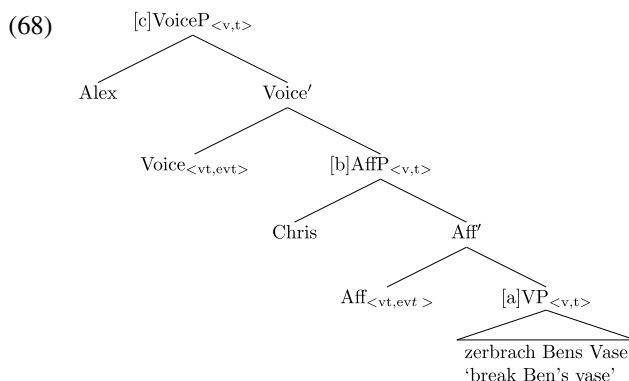 (68)
[c]VoiceP<v,t>
Alex Voice′
Voice<vt,evt> [b]AffP<v,t>
Chris Aff′
Aff<vt,evt > [a]VP<v,t>
zerbrach Bens Vase
‘break Ben’s vase’